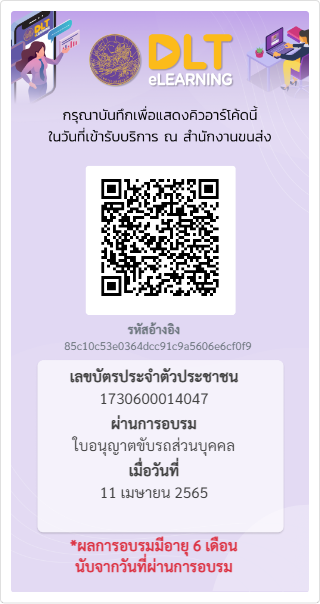 DLT
eLEARNING
กรุณาบันทึกเพื่อแสดงคิวอาร์โค้ดนี้
ในวันที่เข้ารับบริการ ณ สำนักงานขนส่ง
รหัสอ้างอิง
85c10c53e0364dcc91c9a5606e6cf0f9
เลขบัตรประจำตัวประชาชน
1730600014047
ผ่านการอบรม
ใบอนุญาตขับรถส่วนบุคคล
เมื่อวันที่
11 เมษายน 2565
*ผลการอบรมมีอายุ 6 เดือน
นับจากวันที่ผ่านการอบรม